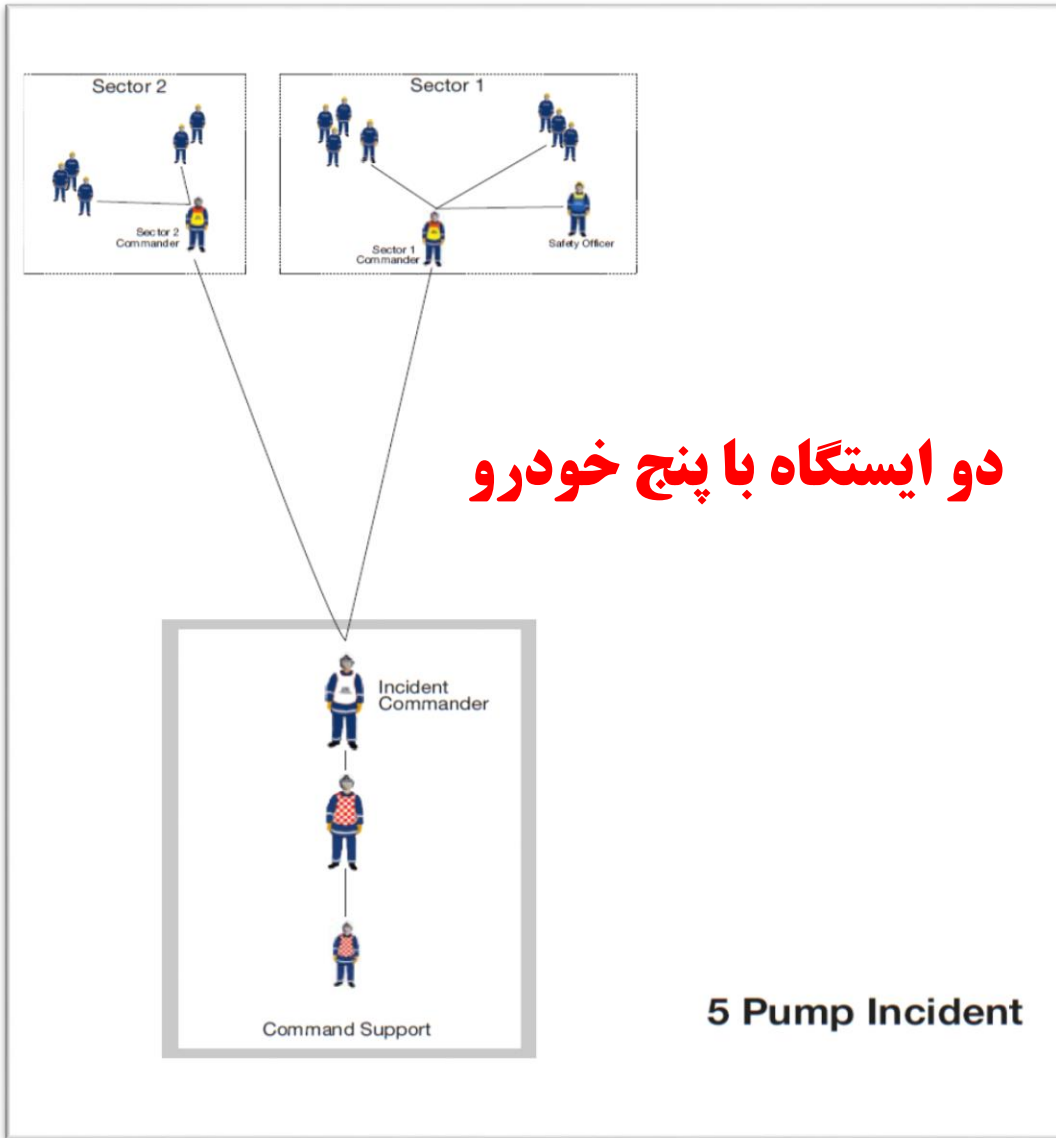 Sector 2
Sector 1
Sector 2
Commander
Sector 1
Commander
Safety Officer
دو ایستگاه با پنج خودرو
Incident
Commander
Command Support
5 Pump Incident